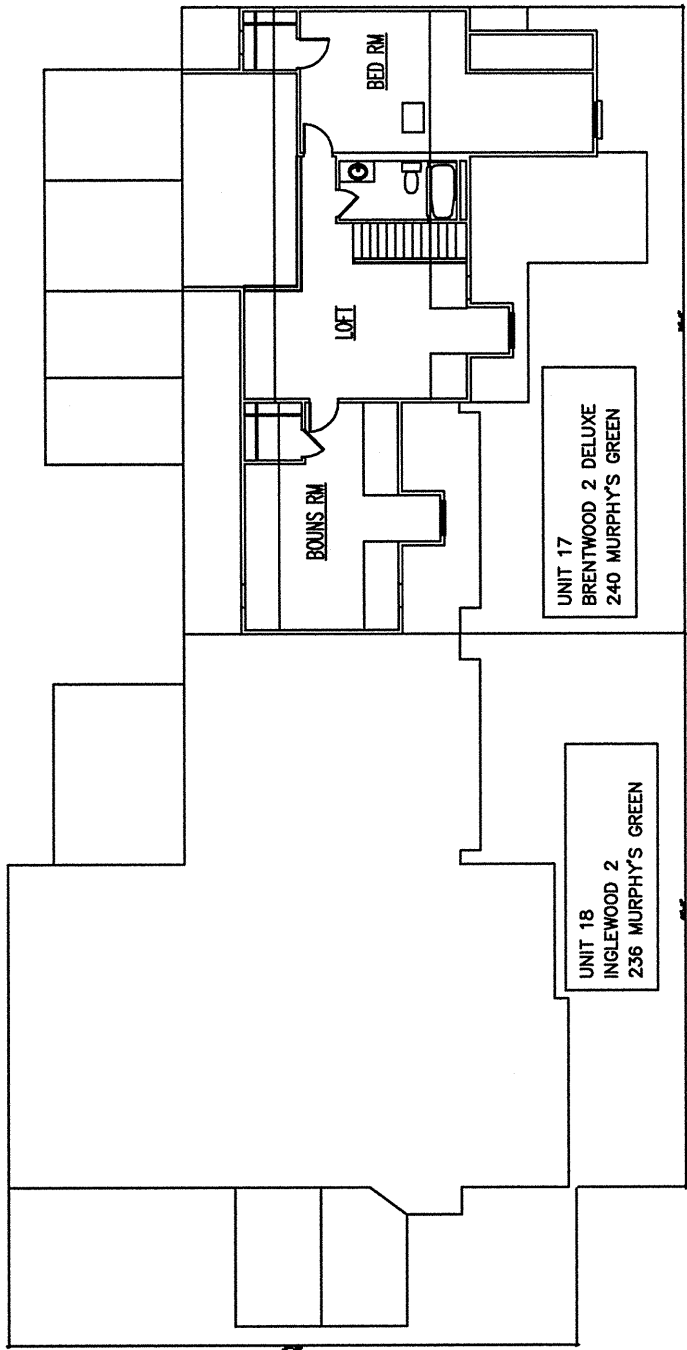 BED RM
LOFT
BOUNS RM
UNIT 18
INGLEWOOD 2
236 MURPHY'S GREEN
UNIT 17
BRENTWOOD 2 DELUXE
240 MURPHY'S GREEN